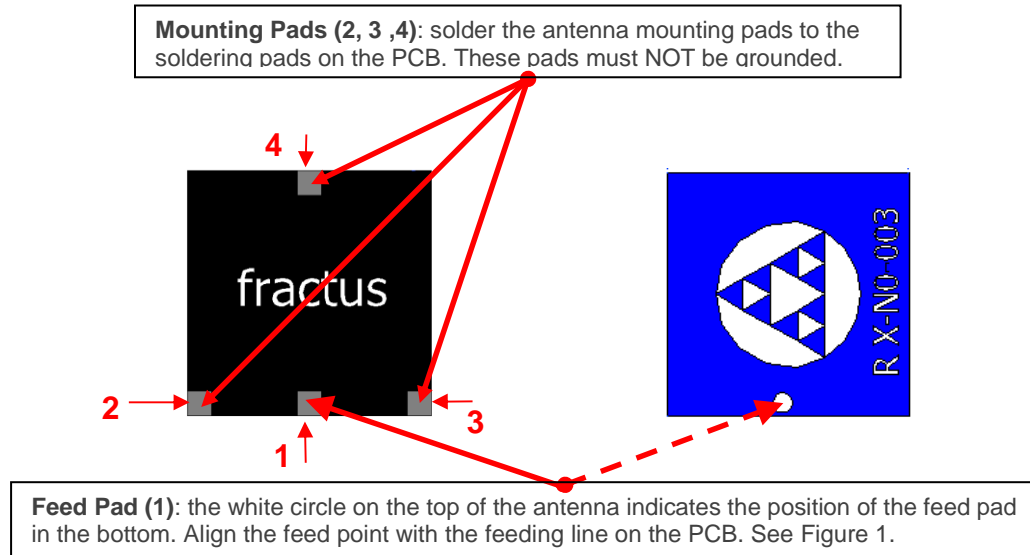 Mounting Pads (2, 3 ,4): solder the antenna mounting pads to the
soldering pads on the PCB. These pads must NOT be grounded.
4
fractus
R X-N0-003
2
3
1
Feed Pad (1): the white circle on the top of the antenna indicates the position of the feed pad
in the bottom. Align the feed point with the feeding line on the PCB. See Figure 1.